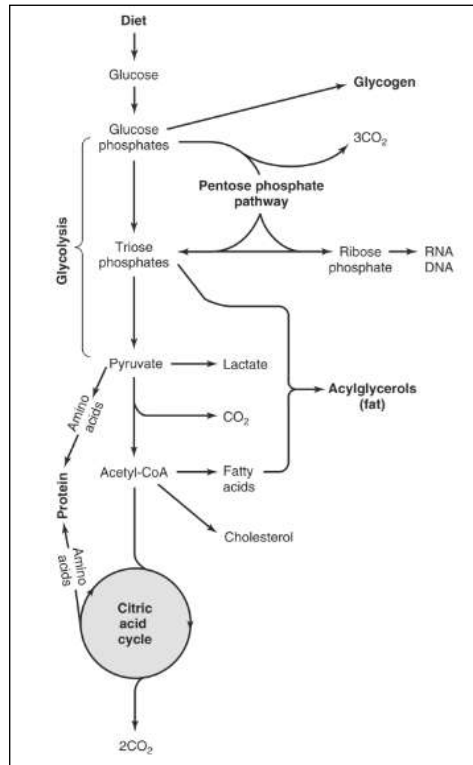 Diet
Glucose
Glycogen
Glucose
phosphates
3CO₂
Pentose phosphate
pathway
Glycolysis
Triose
phosphates
Ribose
phosphate
RNA
DNA
Pyruvate
Lactate
Acylglycerols
(fat)
Amino
acids
CO₂
Protein
Acetyl-CoA
Fatty
acids
Cholesterol
Amino
acids
Citric
acid
cycle
2CO₂